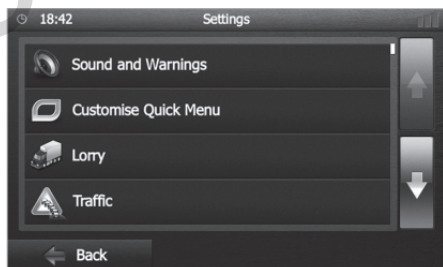 18:42 Settings
Sound and Warnings
Customise Quick Menu
Lorry
Traffic
Back